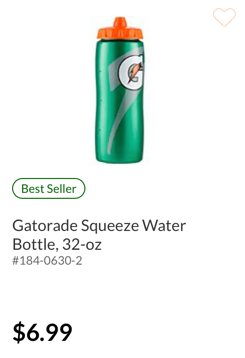 G
Best Seller
Gatorade Squeeze Water
Bottle, 32-oz
#184-0630-2
$6.99